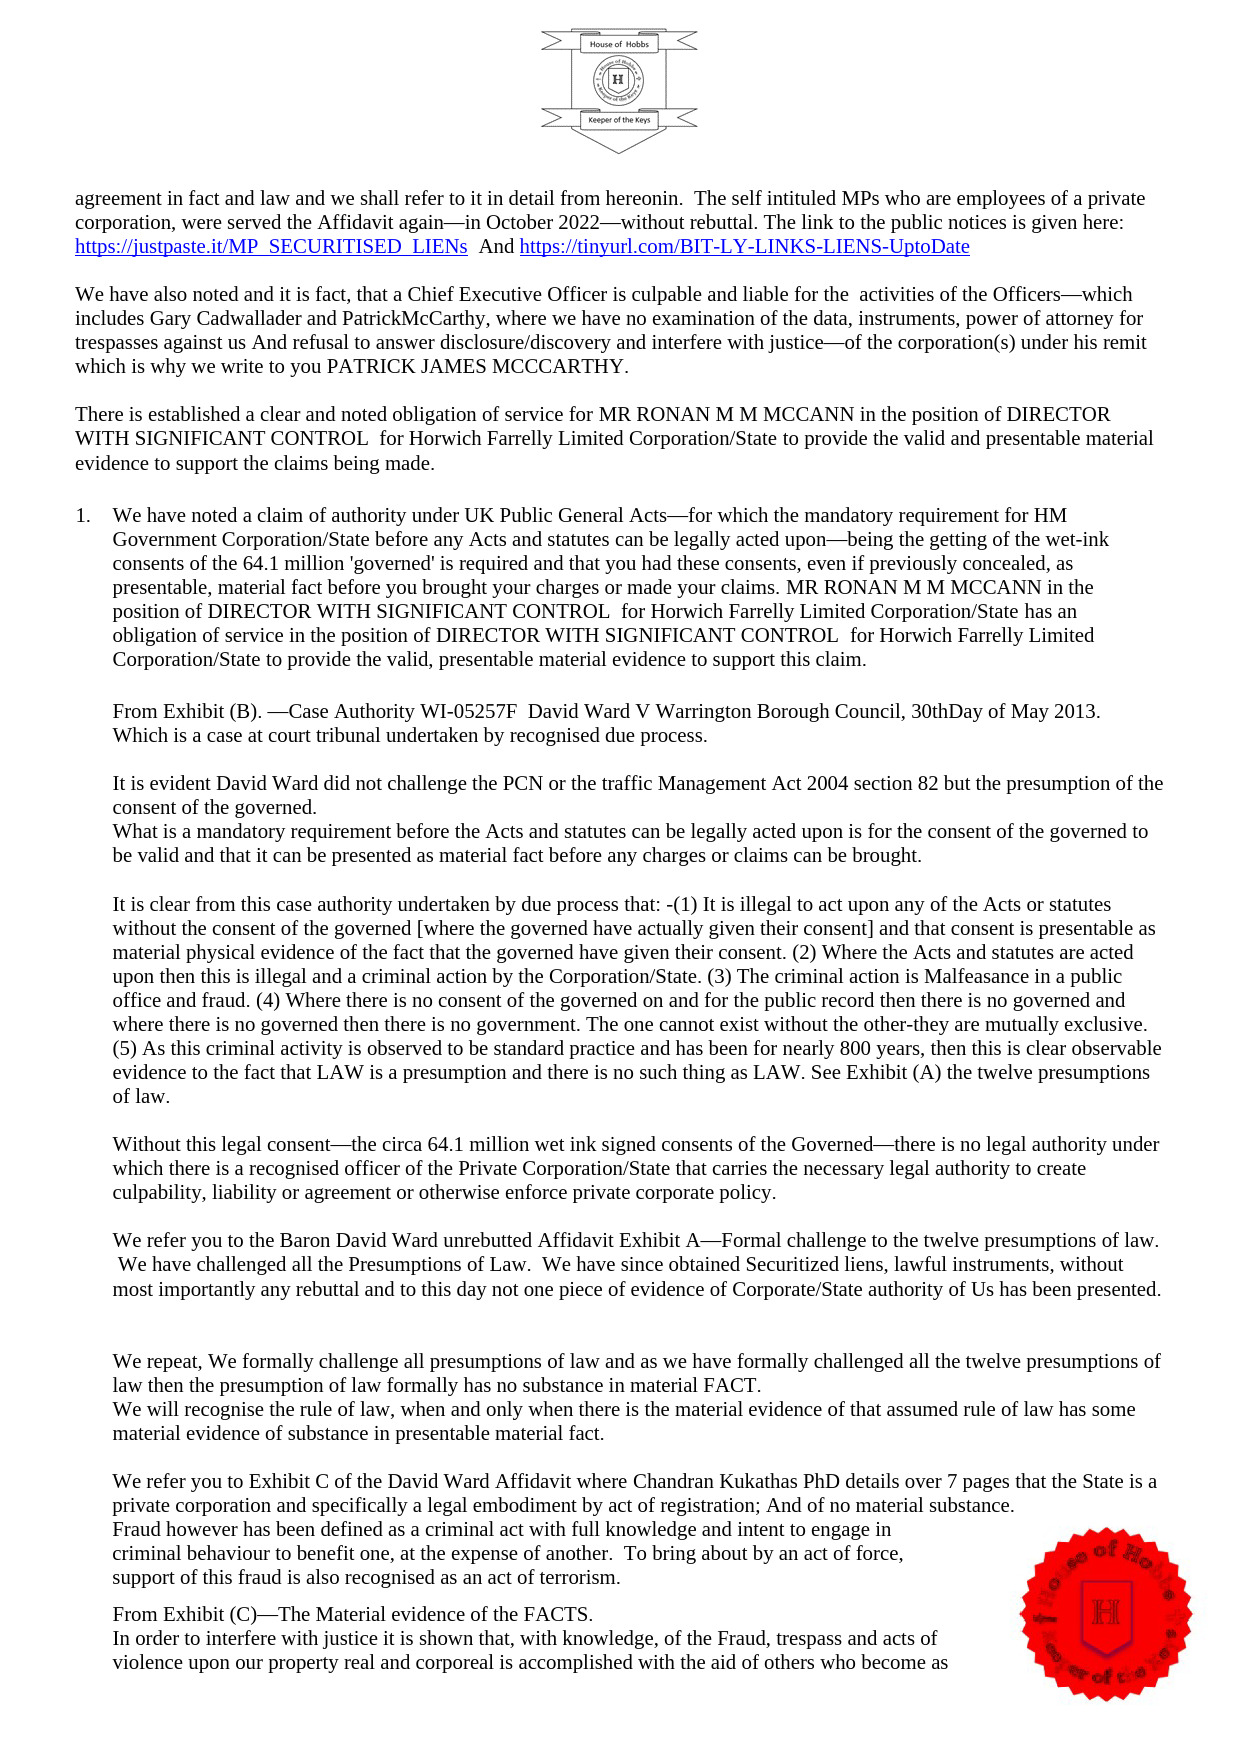 House of Hobbs
House of Hobbs
H
Keeper of the Keys
Keeper of the Keys
agreement in fact and law and we shall refer to it in detail from hereonin.  The self intituled MPs who are employees of a private
corporation, were served the Affidavit again—in October 2022—without rebuttal. The link to the public notices is given here:
https://justpaste.it/MP_SECURITISED_LIENs  And https://tinyurl.com/BIT-LY-LINKS-LIENS-UptoDate
We have also noted and it is fact, that a Chief Executive Officer is culpable and liable for the  activities of the Officers—which
includes Gary Cadwallader and PatrickMcCarthy, where we have no examination of the data, instruments, power of attorney for
trespasses against us And refusal to answer disclosure/discovery and interfere with justice—of the corporation(s) under his remit
which is why we write to you PATRICK JAMES MCCCARTHY.
There is established a clear and noted obligation of service for MR RONAN M M MCCANN in the position of DIRECTOR
WITH SIGNIFICANT CONTROL  for Horwich Farrelly Limited Corporation/State to provide the valid and presentable material
evidence to support the claims being made.
1. We have noted a claim of authority under UK Public General Acts—for which the mandatory requirement for HM
Government Corporation/State before any Acts and statutes can be legally acted upon—being the getting of the wet-ink
consents of the 64.1 million 'governed' is required and that you had these consents, even if previously concealed, as
presentable, material fact before you brought your charges or made your claims. MR RONAN M M MCCANN in the
position of DIRECTOR WITH SIGNIFICANT CONTROL  for Horwich Farrelly Limited Corporation/State has an
obligation of service in the position of DIRECTOR WITH SIGNIFICANT CONTROL  for Horwich Farrelly Limited
Corporation/State to provide the valid, presentable material evidence to support this claim.
From Exhibit (B). —Case Authority WI-05257F  David Ward V Warrington Borough Council, 30thDay of May 2013.
Which is a case at court tribunal undertaken by recognised due process.
It is evident David Ward did not challenge the PCN or the traffic Management Act 2004 section 82 but the presumption of the
consent of the governed.
What is a mandatory requirement before the Acts and statutes can be legally acted upon is for the consent of the governed to
be valid and that it can be presented as material fact before any charges or claims can be brought.
It is clear from this case authority undertaken by due process that: -(1) It is illegal to act upon any of the Acts or statutes
without the consent of the governed [where the governed have actually given their consent] and that consent is presentable as
material physical evidence of the fact that the governed have given their consent. (2) Where the Acts and statutes are acted
upon then this is illegal and a criminal action by the Corporation/State. (3) The criminal action is Malfeasance in a public
office and fraud. (4) Where there is no consent of the governed on and for the public record then there is no governed and
where there is no governed then there is no government. The one cannot exist without the other-they are mutually exclusive.
(5) As this criminal activity is observed to be standard practice and has been for nearly 800 years, then this is clear observable
evidence to the fact that LAW is a presumption and there is no such thing as LAW. See Exhibit (A) the twelve presumptions
of law.
Without this legal consent—the circa 64.1 million wet ink signed consents of the Governed—there is no legal authority under
which there is a recognised officer of the Private Corporation/State that carries the necessary legal authority to create
culpability, liability or agreement or otherwise enforce private corporate policy.
We refer you to the Baron David Ward unrebutted Affidavit Exhibit A—Formal challenge to the twelve presumptions of law.
We have challenged all the Presumptions of Law.  We have since obtained Securitized liens, lawful instruments, without
most importantly any rebuttal and to this day not one piece of evidence of Corporate/State authority of Us has been presented.
We repeat, We formally challenge all presumptions of law and as we have formally challenged all the twelve presumptions of
law then the presumption of law formally has no substance in material FACT.
We will recognise the rule of law, when and only when there is the material evidence of that assumed rule of law has some
material evidence of substance in presentable material fact.
We refer you to Exhibit C of the David Ward Affidavit where Chandran Kukathas PhD details over 7 pages that the State is a
private corporation and specifically a legal embodiment by act of registration; And of no material substance.
Fraud however has been defined as a criminal act with full knowledge and intent to engage in
criminal behaviour to benefit one, at the expense of another.  To bring about by an act of force,
support of this fraud is also recognised as an act of terrorism.
From Exhibit (C)—The Material evidence of the FACTS.
In order to interfere with justice it is shown that, with knowledge, of the Fraud, trespass and acts of
violence upon our property real and corporeal is accomplished with the aid of others who become as
House of Hobbs
H
Keeper of the Keys